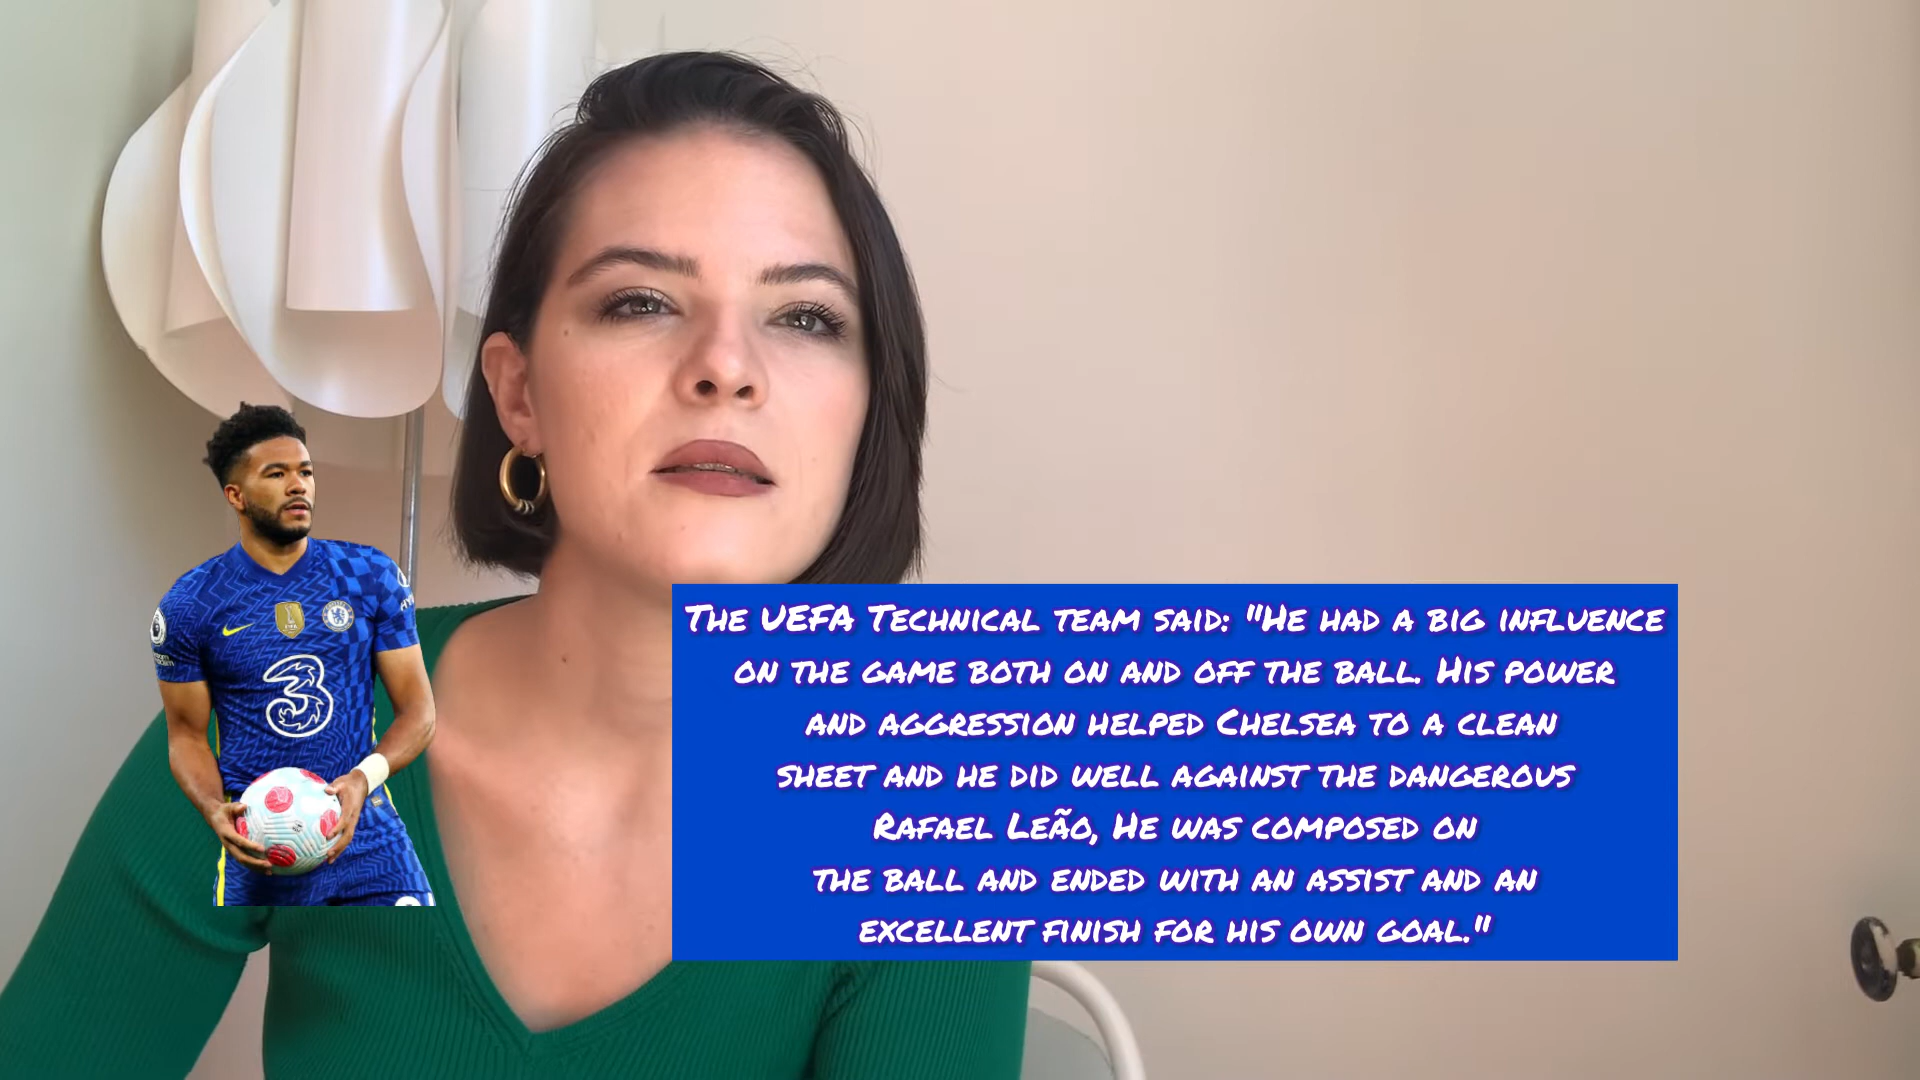 The UEFA Technical team said: "He had a big influence
on the game both on and off the ball. His power
and aggression helped Chelsea to a clean
sheet and he did well against the dangerous
Rafael Leão, He was composed on
the ball and ended with an assist and an
excellent finish for his own goal."
3